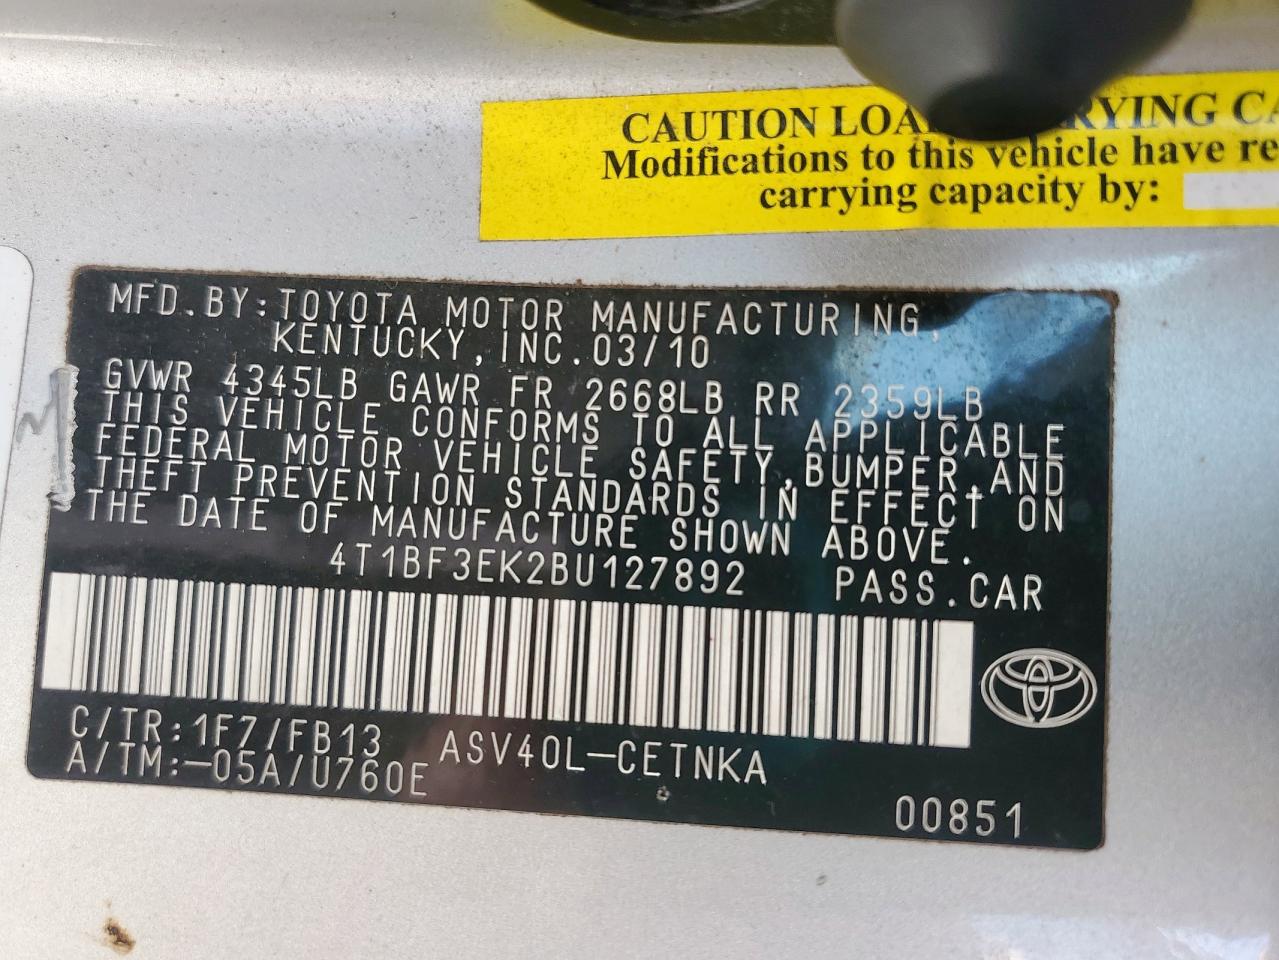 CAUTION LOA RYING CA
Modifications to this vehicle have re
carrying capacity by:
MFD.BY:TOYOTA MOTOR MANUFACTURING,
KENTUCKY,INC.03/10
GVWR 4345LB GAWR FR 2668LB RR 2359LB
THIS VEHICLE CONFORMS TO ALL APPLICABLE
FEDERAL MOTOR VEHICLE SAFETY,BUMPER,AND
THEFT PREVENTION STANDARDS IN EFFECT ON
THE DATE OF MANUFACTURE SHOWN ABOVE.
4T1BF3EK2BU127892 PASS.CAR
C/TR:1F7/FB13 ASV40L-CETNKA
A/TM:-05A/U760E
00851